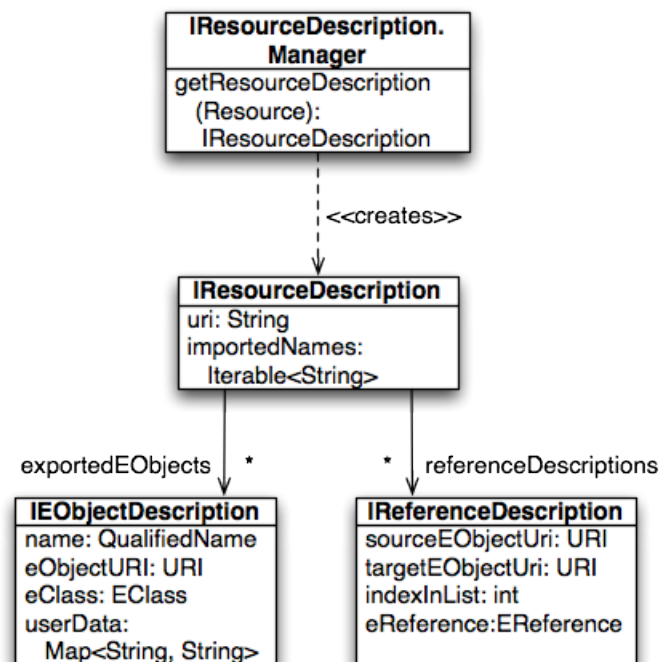 IResourceDescription.
Manager
getResourceDescription
(Resource):
IResourceDescription
<<creates>>
IResourceDescription
uri: String
importedNames:
Iterable<String>
exportedEObjects *
* referenceDescriptions
IEObjectDescription
name: QualifiedName
eObjectURI: URI
eClass: EClass
userData:
Map<String, String>
IReferenceDescription
sourceEObjectUri: URI
targetEObjectUri: URI
indexInList: int
eReference:EReference